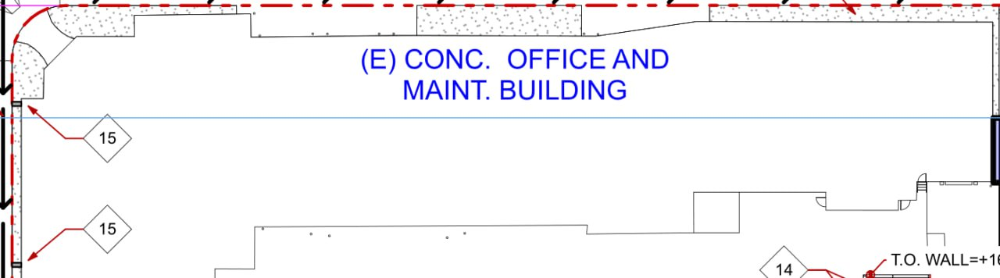 (E) CONC. OFFICE AND
MAINT. BUILDING
15
15
14
T.O. WALL=+16